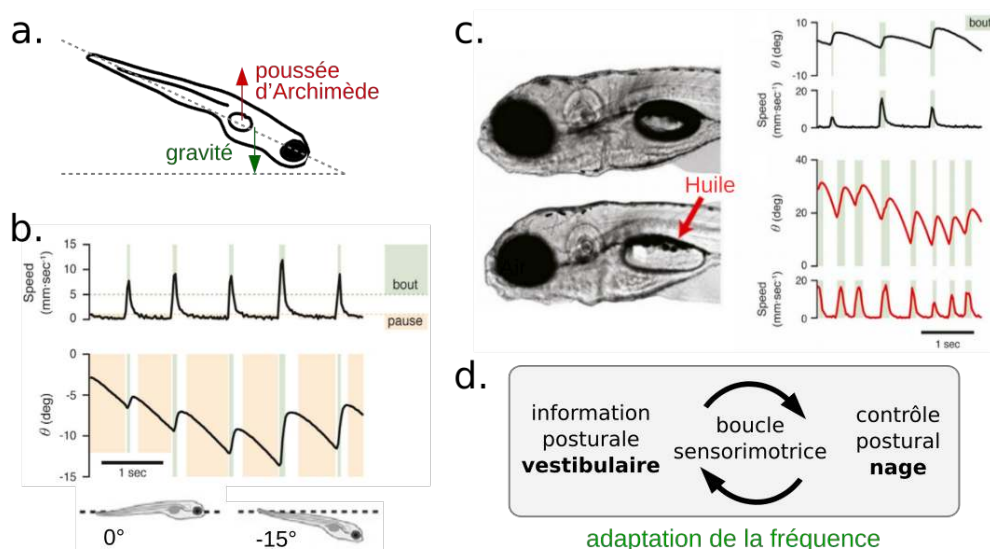 a.
poussée
d'Archimède
gravité
b.
Speed
(mm·sec⁻¹)
15
10
5
0
bout
pause
θ (deg)
0
-5
-10
-15
1 sec
0°
-15°
c.
Huile
bout
θ
(deg)
10
-10
Speed
(mm·sec⁻¹)
20
0
θ
(deg)
40
20
0
Speed
(mm·sec⁻¹)
20
0
1 sec
d.
information
posturale
vestibulaire
boucle
sensorimotrice
contrôle
postural
nage
adaptation de la fréquence